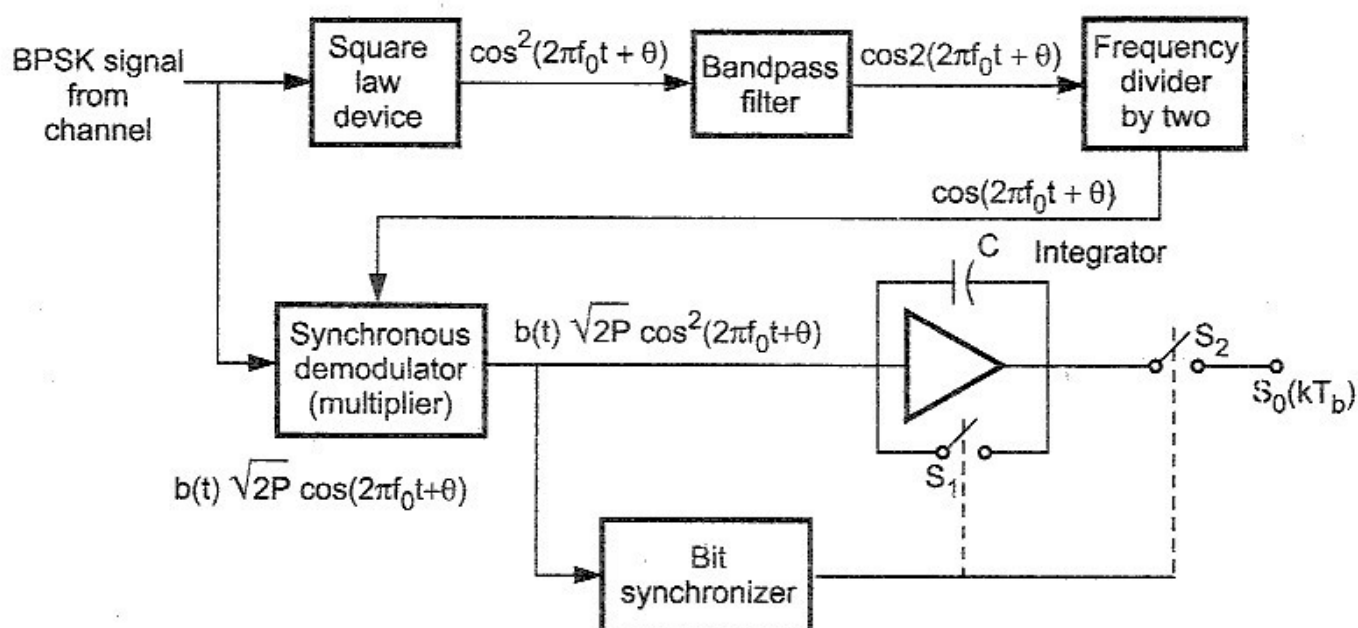 BPSK signal
from
channel
Square
law
device
cos²(2πf₀t + θ)
Bandpass
filter
cos2(2πf₀t + θ)
Frequency
divider
by two
cos(2πf₀t + θ)
C
Integrator
Synchronous
demodulator
(multiplier)
b(t) √2P cos²(2πf₀t+θ)
S₂
S₀(kT_b)
S₁
b(t) √2P cos(2πf₀t+θ)
Bit
synchronizer